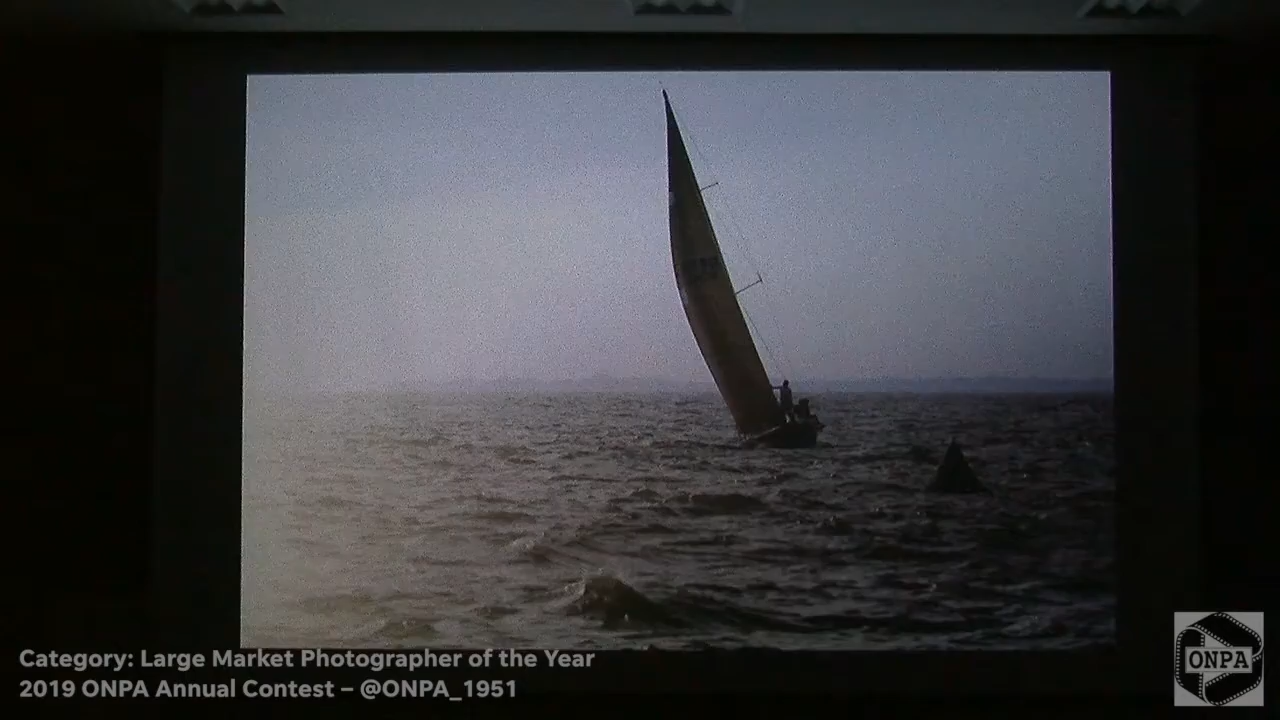 Category: Large Market Photographer of the Year
2019 ONPA Annual Contest – @ONPA_1951
ONPA